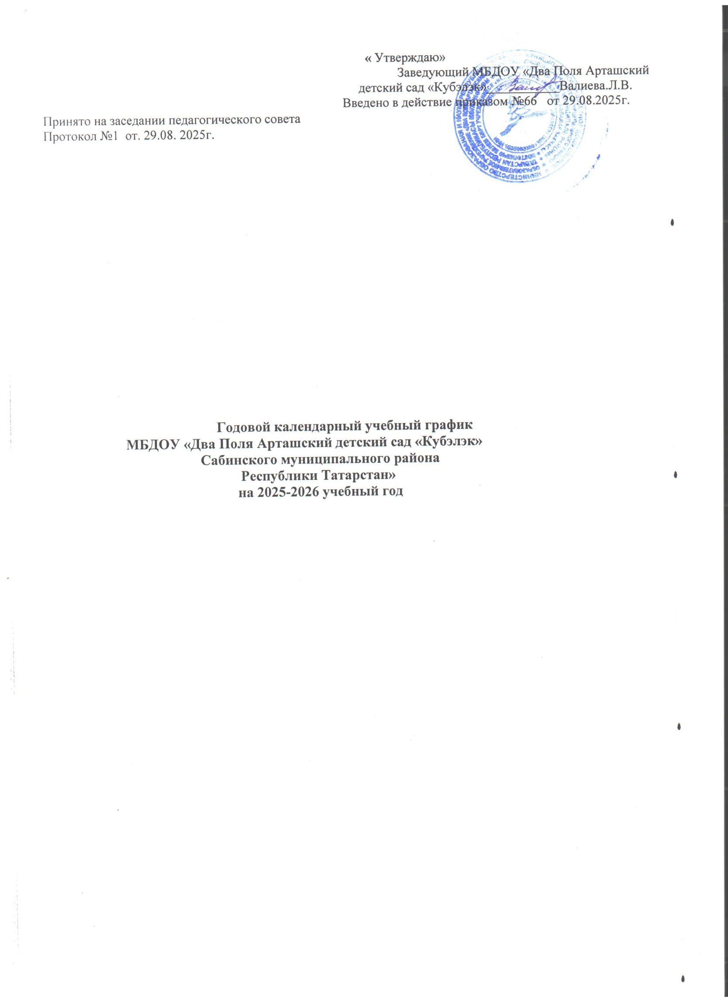 « Утверждаю»
Заведующий МБДОУ «Два Поля Арташский
детский сад «Кубэлэк»____________Валиева.Л.В.
Введено в действие приказом №66 от 29.08.2025г.
Принято на заседании педагогического совета
Протокол №1 от. 29.08. 2025г.
Годовой календарный учебный график
МБДОУ «Два Поля Арташский детский сад «Кубэлэк»
Сабинского муниципального района
Республики Татарстан»
на 2025-2026 учебный год